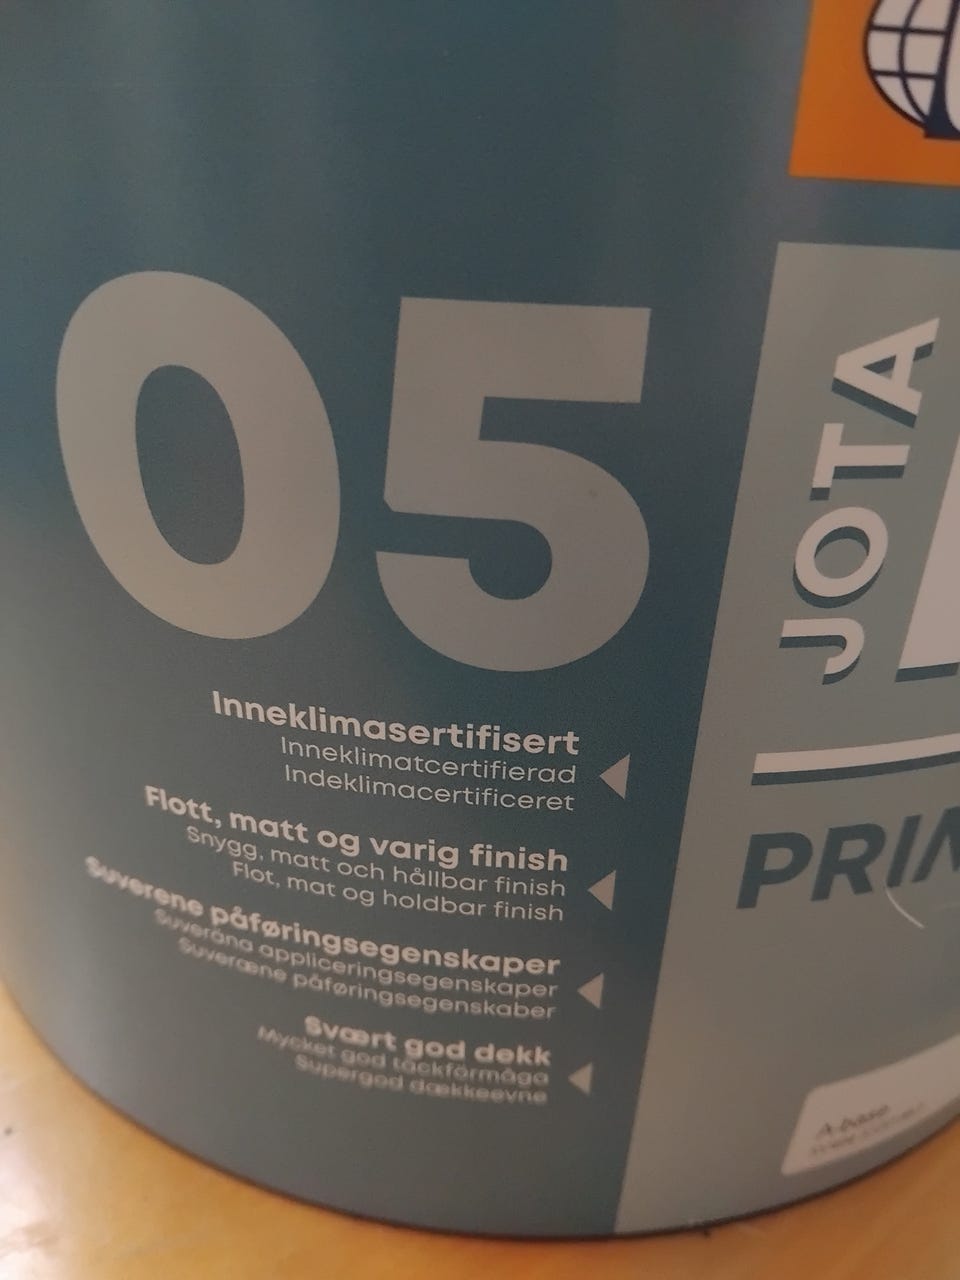 05
Inneklimasertifisert
Inneklimatcertifierad
Indeklimacertificeret
Flott, matt og varig finish
Snygg, matt och hållbar finish
Flot, mat og holdbar finish
Suverene påføringsegenskaper
Suveräna appliceringsegenskaper
Suveræne påføringsegenskaber
Svært god dekk
Mycket god täckförmåga
Supergod dækkeevne
JOTA
PRI
A-base